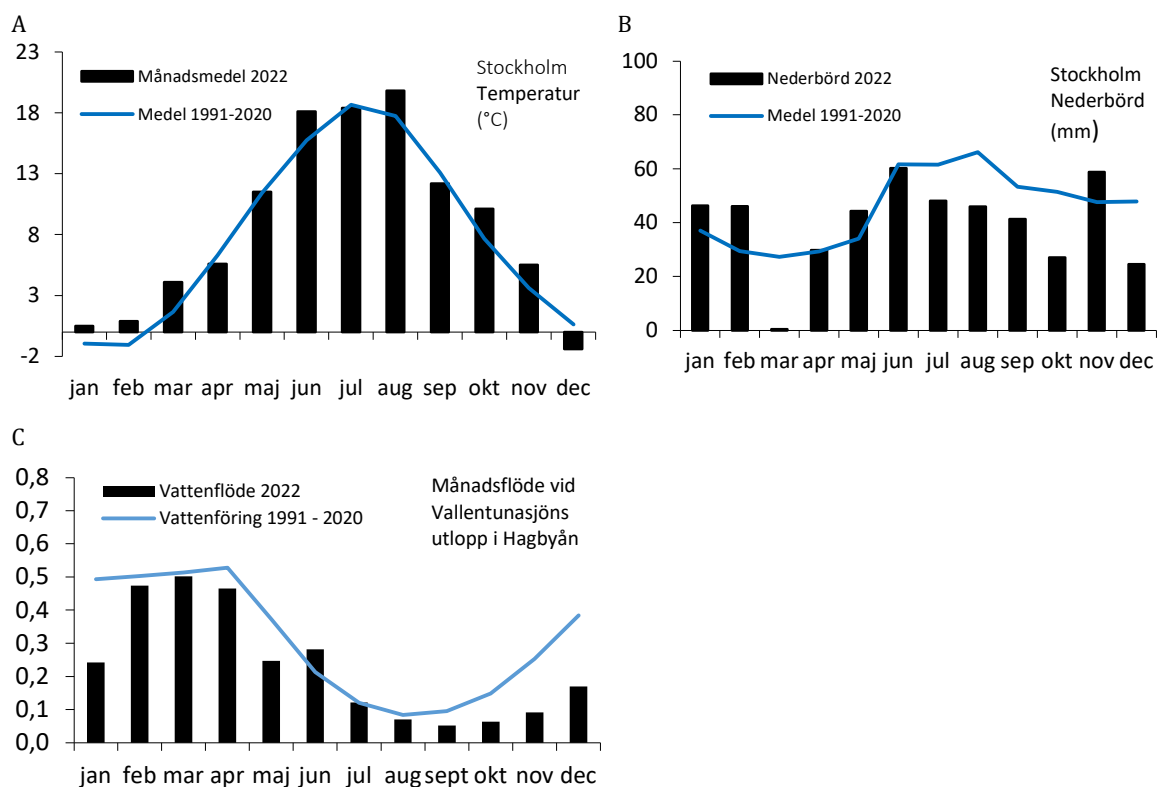 A
23
18
13
8
3
-2
Månadsmedel 2022
Medel 1991-2020
Stockholm
Temperatur
(°C)
jan feb mar apr maj jun jul aug sep okt nov dec
B
100
80
60
40
20
0
Nederbörd 2022
Medel 1991-2020
Stockholm
Nederbörd
(mm)
jan feb mar apr maj jun jul aug sep okt nov dec
C
0,8
0,7
0,6
0,5
0,4
0,3
0,2
0,1
0,0
Vattenflöde 2022
Vattenföring 1991 - 2020
Månadsflöde vid
Vallentunasjöns
utlopp i Hagbyån
jan feb mar apr maj jun jul aug sept okt nov dec